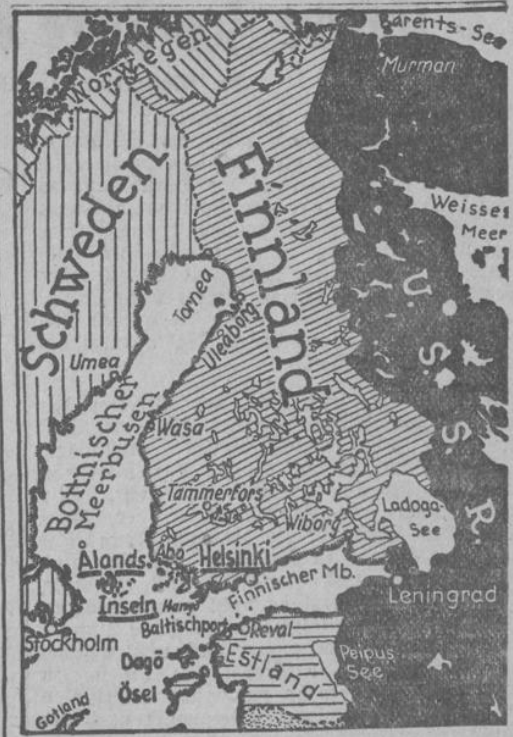 Barents-See
Norwegen
Murman
Finnland
Schweden
Weisses
Meer
U.S.S.R.
Tornea
Uleåborg
Umea
Bottnischer
Meerbusen
Wasa
Tammerfors
Wiborg
Ladoga-
See
Ålands
Åbo
Helsinki
Finnischer Mb.
Leningrad
Inseln
Stockholm
Baltischport
Reval
Peipus
See
Dagö
Estland
Ösel
Gotland